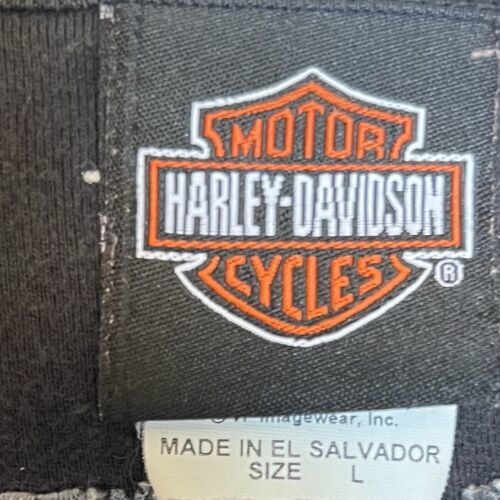 MOTOR
HARLEY-DAVIDSON
CYCLES
®
Imagewear, Inc.
MADE IN EL SALVADOR
SIZE L